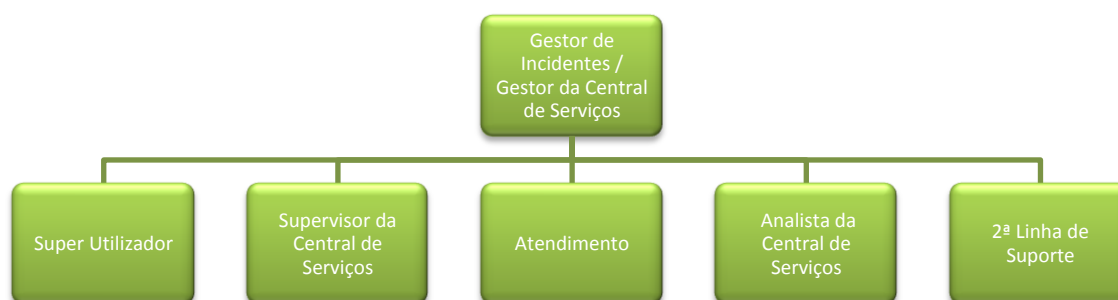 Gestor de
Incidentes /
Gestor da Central
de Serviços
Super Utilizador
Supervisor da
Central de
Serviços
Atendimento
Analista da
Central de
Serviços
2ª Linha de
Suporte